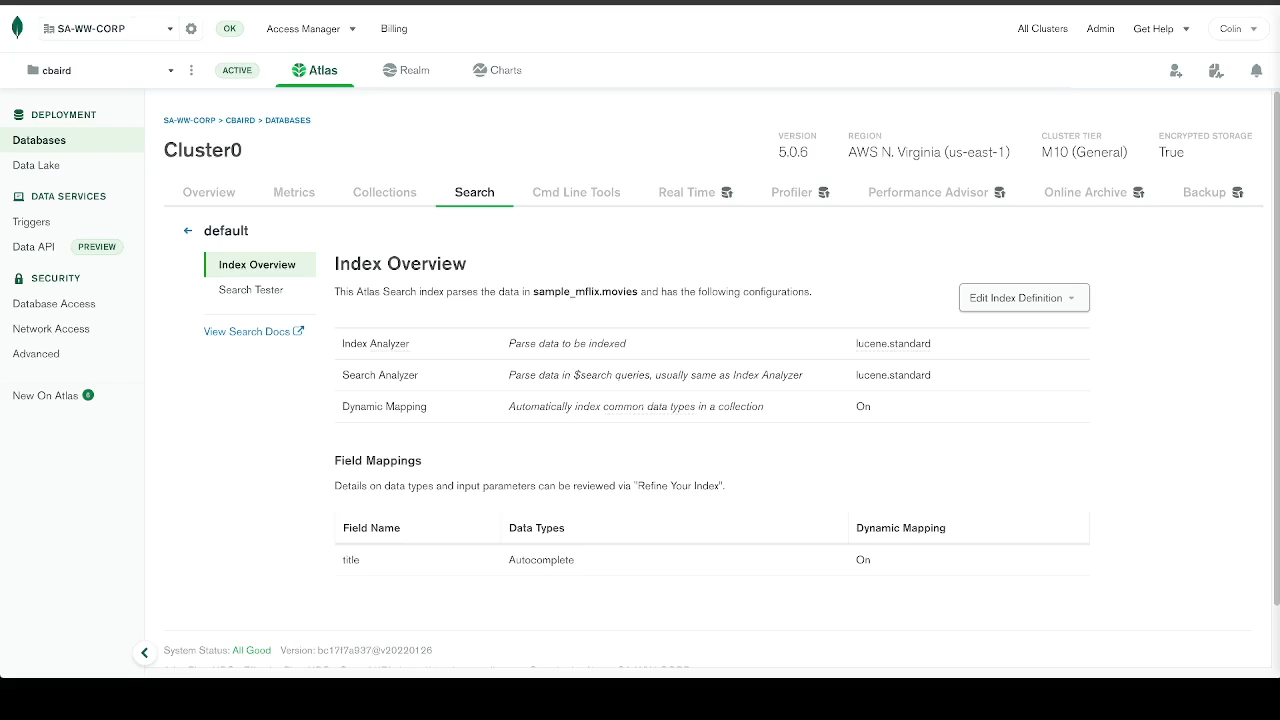 SA-WW-CORP OK Access Manager Billing All Clusters Admin Get Help Colin
cbaird ACTIVE Atlas Realm Charts
DEPLOYMENT
Databases
Data Lake
DATA SERVICES
Triggers
Data API PREVIEW
SECURITY
Database Access
Network Access
Advanced
New On Atlas 6
SA-WW-CORP > CBAIRD > DATABASES
Cluster0
VERSION REGION CLUSTER TIER ENCRYPTED STORAGE
5.0.6 AWS N. Virginia (us-east-1) M10 (General) True
Overview Metrics Collections Search Cmd Line Tools Real Time Profiler Performance Advisor Online Archive Backup
default
Index Overview
Search Tester
View Search Docs
Index Overview
This Atlas Search index parses the data in sample_mflix.movies and has the following configurations.
Edit Index Definition
Index Analyzer Parse data to be indexed lucene.standard
Search Analyzer Parse data in $search queries, usually same as Index Analyzer lucene.standard
Dynamic Mapping Automatically index common data types in a collection On
Field Mappings
Details on data types and input parameters can be reviewed via "Refine Your Index".
Field Name Data Types Dynamic Mapping
title Autocomplete On
System Status: All Good Version: bc17f7a937@v20220126